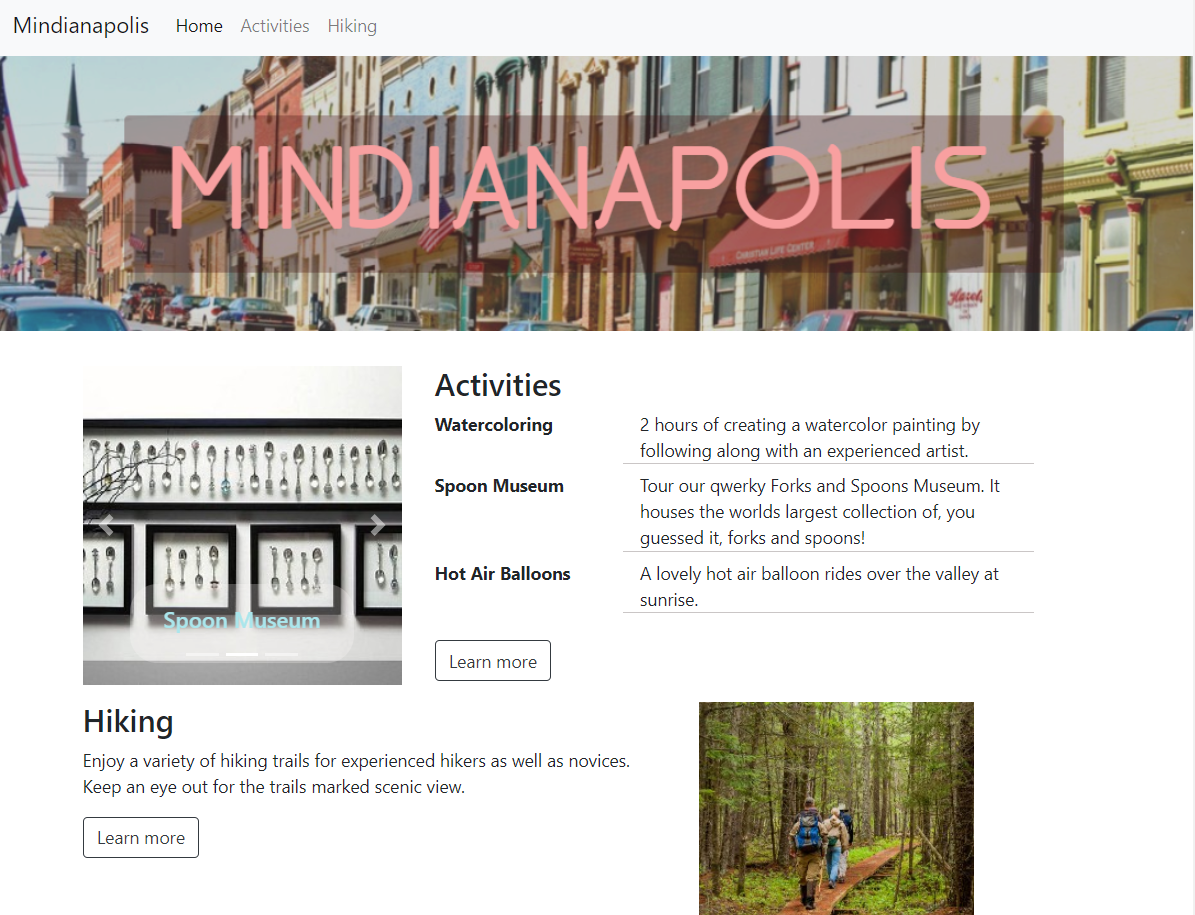 Mindianapolis Home Activities Hiking
MINDIANAPOLIS
CHRISTIAN LIFE CENTER
Hazel's
Spoon Museum
Activities
Watercoloring
2 hours of creating a watercolor painting by
following along with an experienced artist.
Spoon Museum
Tour our qwerky Forks and Spoons Museum. It
houses the worlds largest collection of, you
guessed it, forks and spoons!
Hot Air Balloons
A lovely hot air balloon rides over the valley at
sunrise.
Learn more
Hiking
Enjoy a variety of hiking trails for experienced hikers as well as novices.
Keep an eye out for the trails marked scenic view.
Learn more